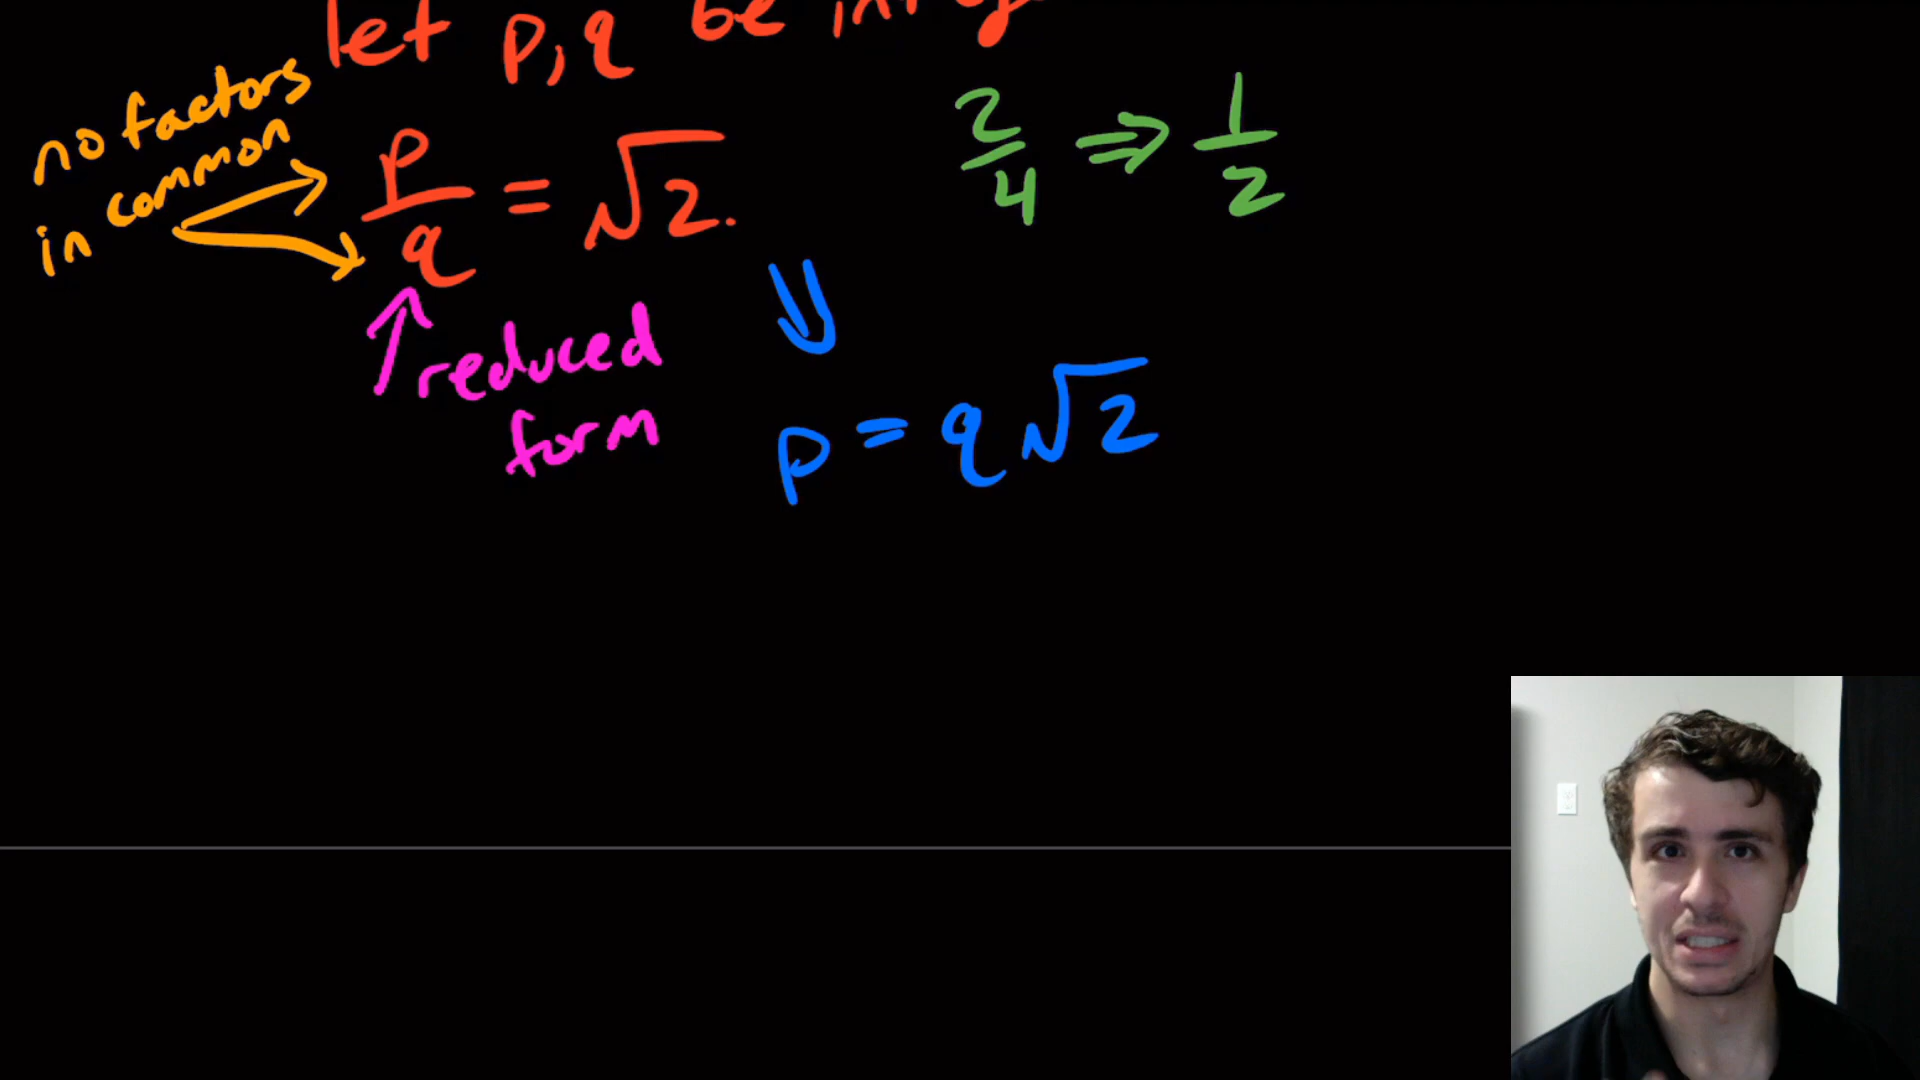 let p, q be
no factors
in common
p/q = √2.
2/4 ⇒ 1/2
reduced
form
p = q√2